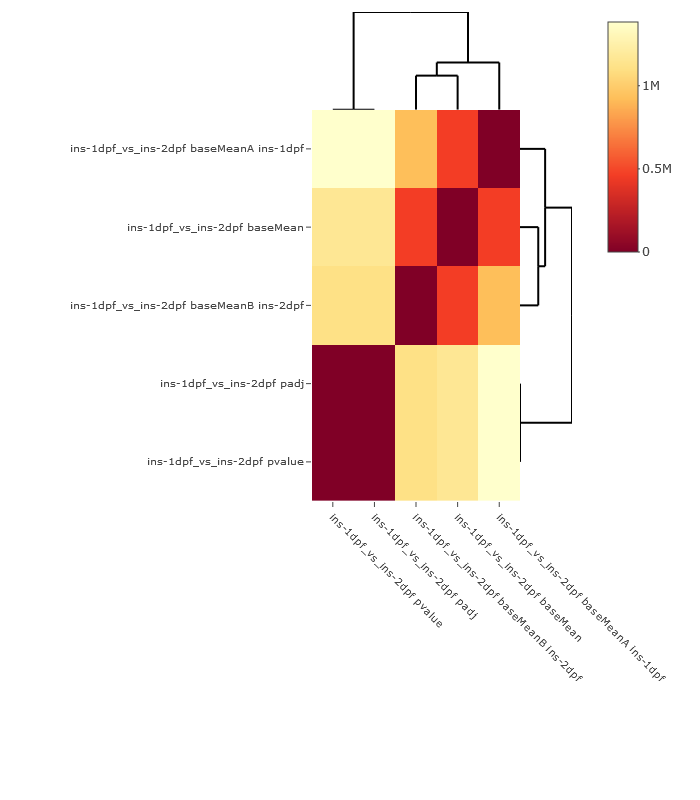 1M
0.5M
0
ins-1dpf_vs_ins-2dpf baseMeanA ins-1dpf
ins-1dpf_vs_ins-2dpf baseMean
ins-1dpf_vs_ins-2dpf baseMeanB ins-2dpf
ins-1dpf_vs_ins-2dpf padj
ins-1dpf_vs_ins-2dpf pvalue
ins-1dpf_vs_ins-2dpf pvalue
ins-1dpf_vs_ins-2dpf padj
ins-1dpf_vs_ins-2dpf baseMeanB ins-2dpf
ins-1dpf_vs_ins-2dpf baseMean
ins-1dpf_vs_ins-2dpf baseMeanA ins-1dpf